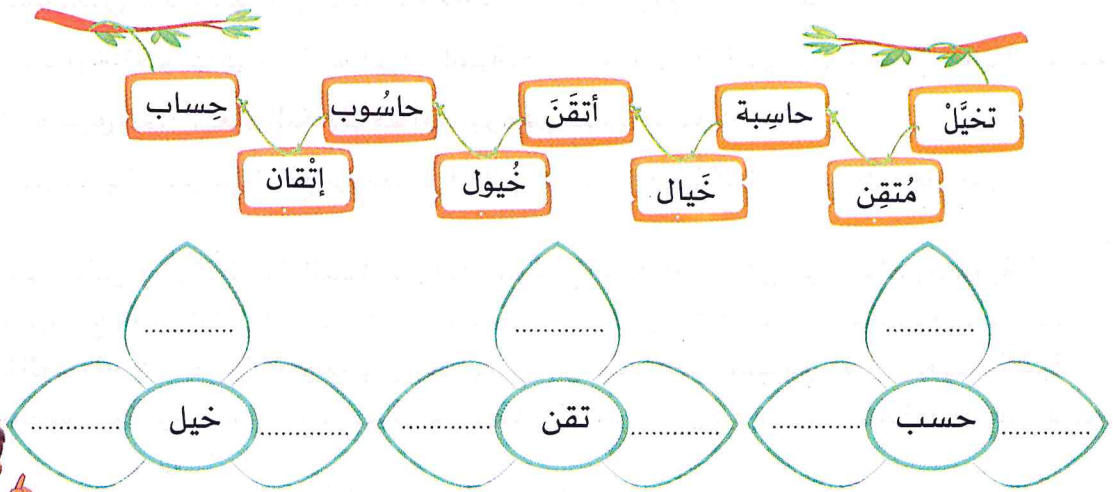 تخيَّلْ
مُتقِن
حاسِبة
خَيال
أتقَنَ
خُيول
حاسُوب
إتْقان
حِساب
............ ............ ............
............ حسب ............
............ تقن ............
............ خيل ............